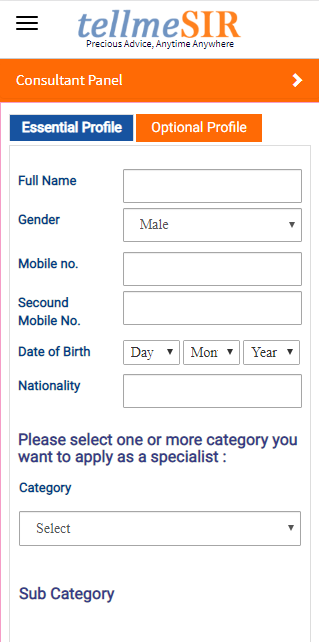 tellmeSIR
Precious Advice, Anytime Anywhere
Consultant Panel
Essential Profile Optional Profile
Full Name
Gender Male
Mobile no.
Secound
Mobile No.
Date of Birth Day Mon Year
Nationality
Please select one or more category you
want to apply as a specialist :
Category
Select
Sub Category